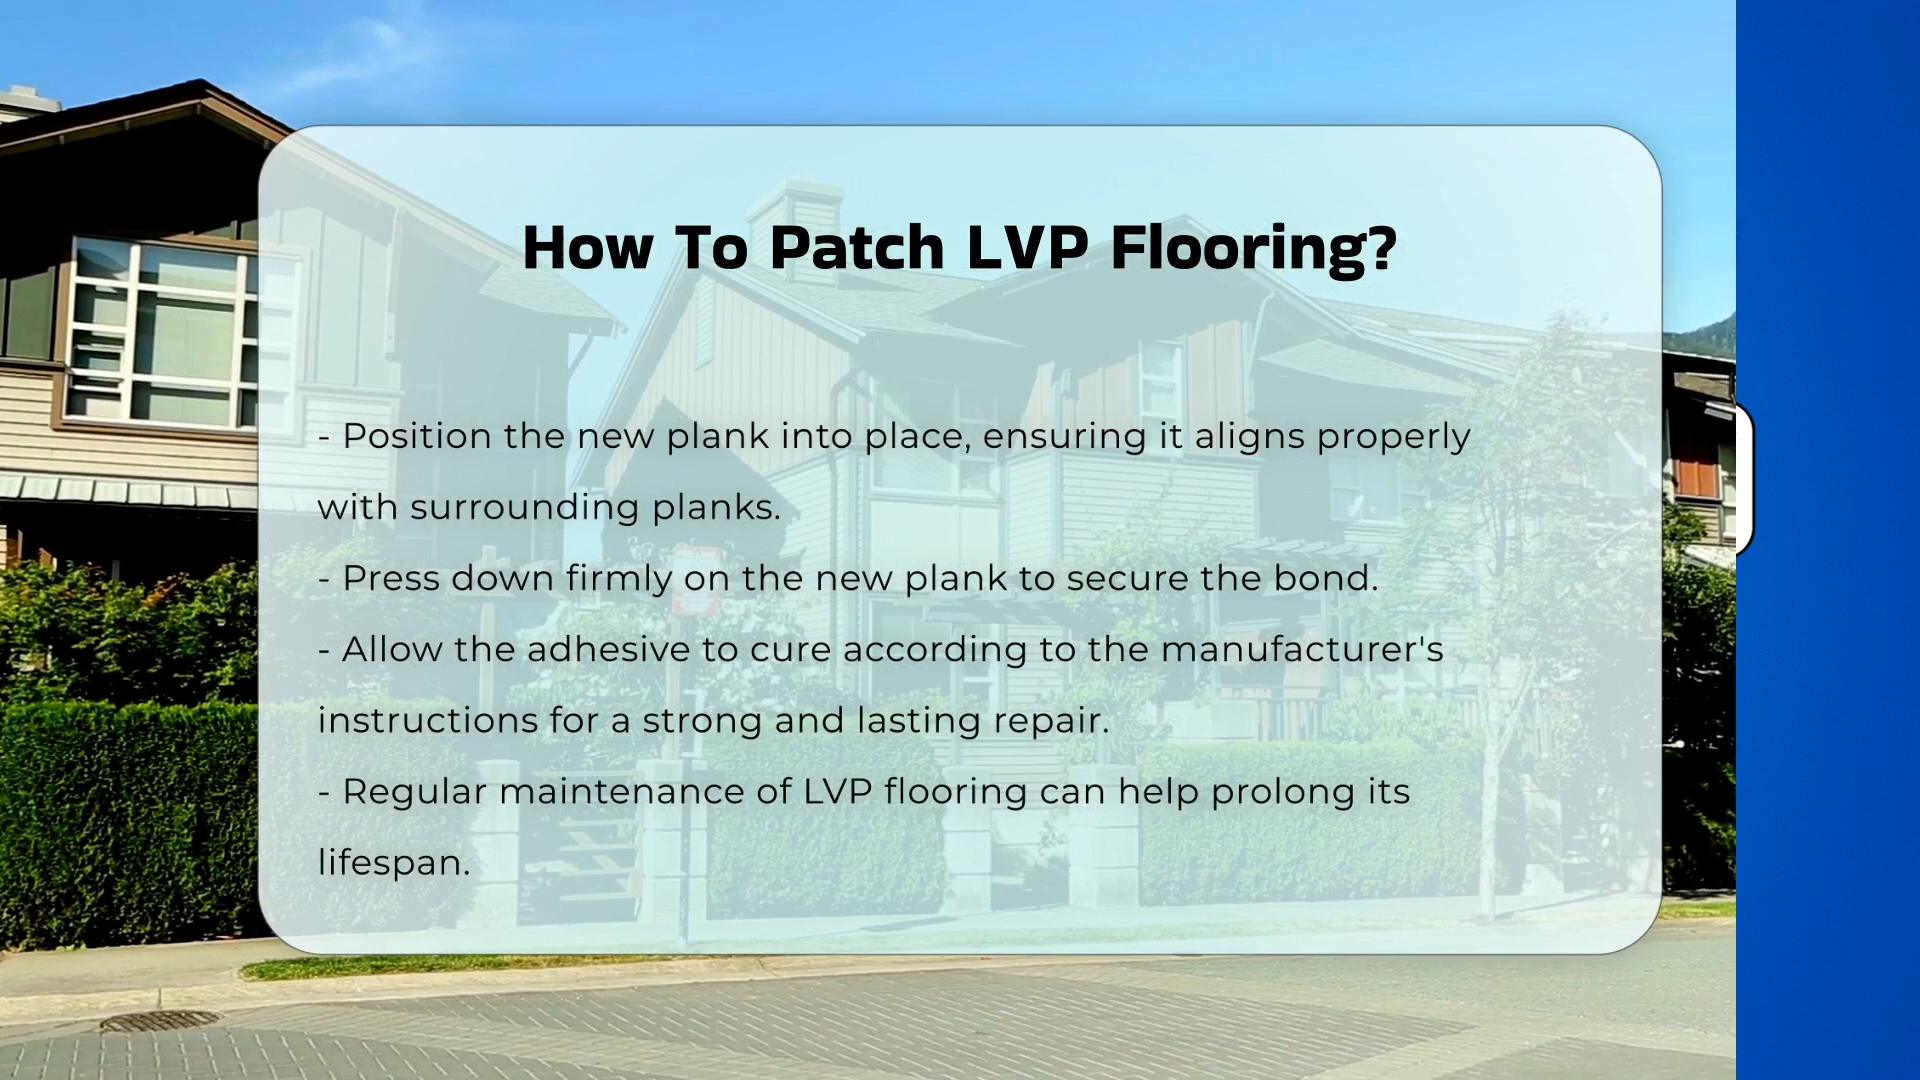 How To Patch LVP Flooring?
- Position the new plank into place, ensuring it aligns properly
with surrounding planks.
- Press down firmly on the new plank to secure the bond.
- Allow the adhesive to cure according to the manufacturer's
instructions for a strong and lasting repair.
- Regular maintenance of LVP flooring can help prolong its
lifespan.